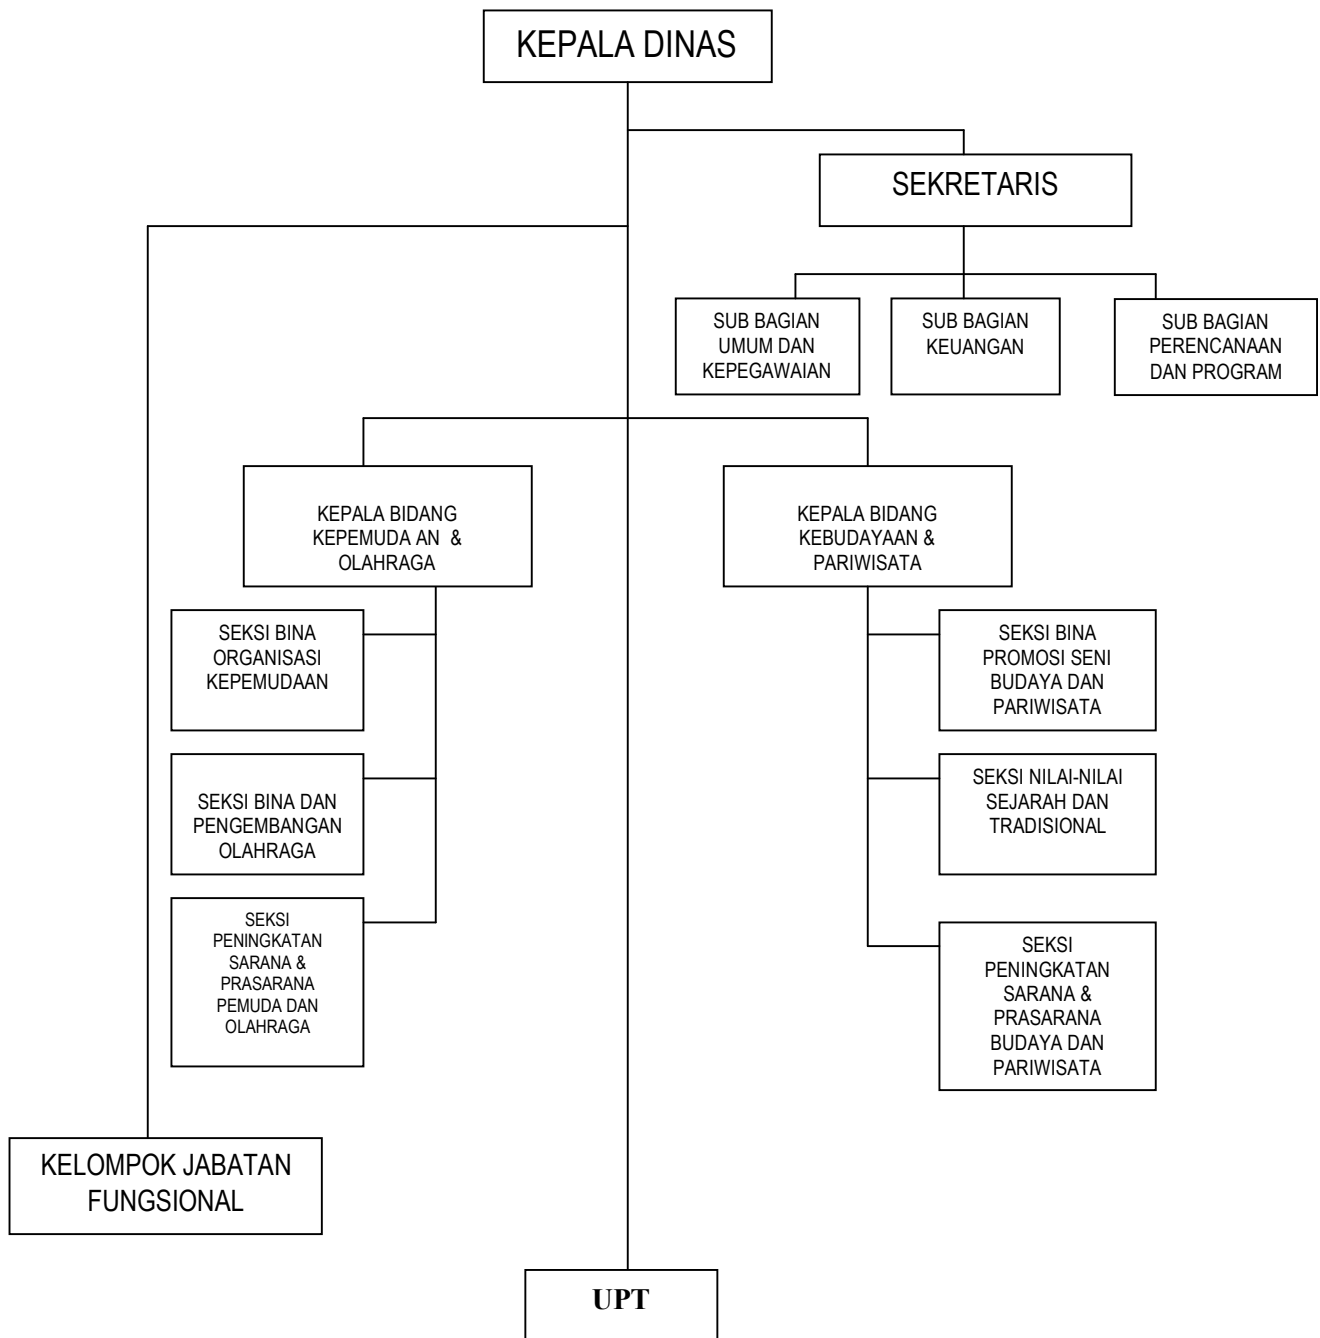 KEPALA DINAS
SEKRETARIS
SUB BAGIAN
UMUM DAN
KEPEGAWAIAN
SUB BAGIAN
KEUANGAN
SUB BAGIAN
PERENCANAAN
DAN PROGRAM
KEPALA BIDANG
KEPEMUDA AN  &
OLAHRAGA
KEPALA BIDANG
KEBUDAYAAN &
PARIWISATA
SEKSI BINA
ORGANISASI
KEPEMUDAAN
SEKSI BINA DAN
PENGEMBANGAN
OLAHRAGA
SEKSI
PENINGKATAN
SARANA &
PRASARANA
PEMUDA DAN
OLAHRAGA
SEKSI BINA
PROMOSI SENI
BUDAYA DAN
PARIWISATA
SEKSI NILAI-NILAI
SEJARAH DAN
TRADISIONAL
SEKSI
PENINGKATAN
SARANA &
PRASARANA
BUDAYA DAN
PARIWISATA
KELOMPOK JABATAN
FUNGSIONAL
UPT